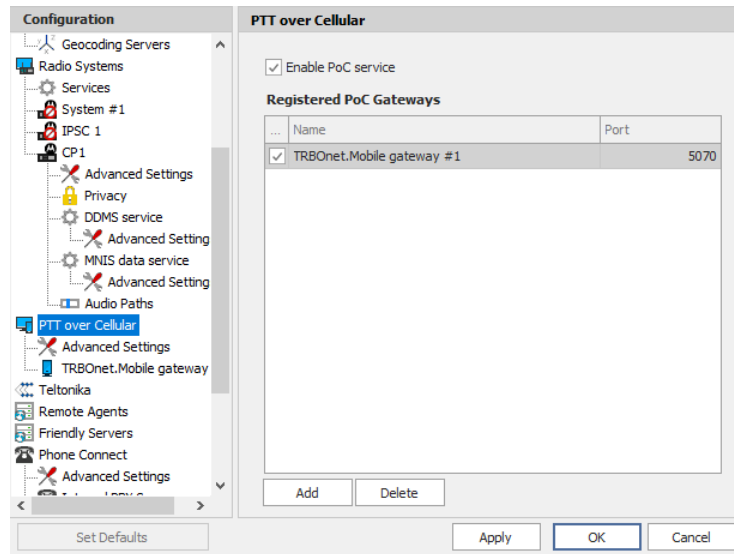 Configuration
Geocoding Servers
Radio Systems
Services
System #1
IPSC 1
CP1
Advanced Settings
Privacy
DDMS service
Advanced Setting
MNIS data service
Advanced Setting
Audio Paths
PTT over Cellular
Advanced Settings
TRBOnet.Mobile gateway
Teltonika
Remote Agents
Friendly Servers
Phone Connect
Advanced Settings
Set Defaults
PTT over Cellular
Enable PoC service
Registered PoC Gateways
... Name Port
TRBOnet.Mobile gateway #1 5070
Add Delete
Apply OK Cancel